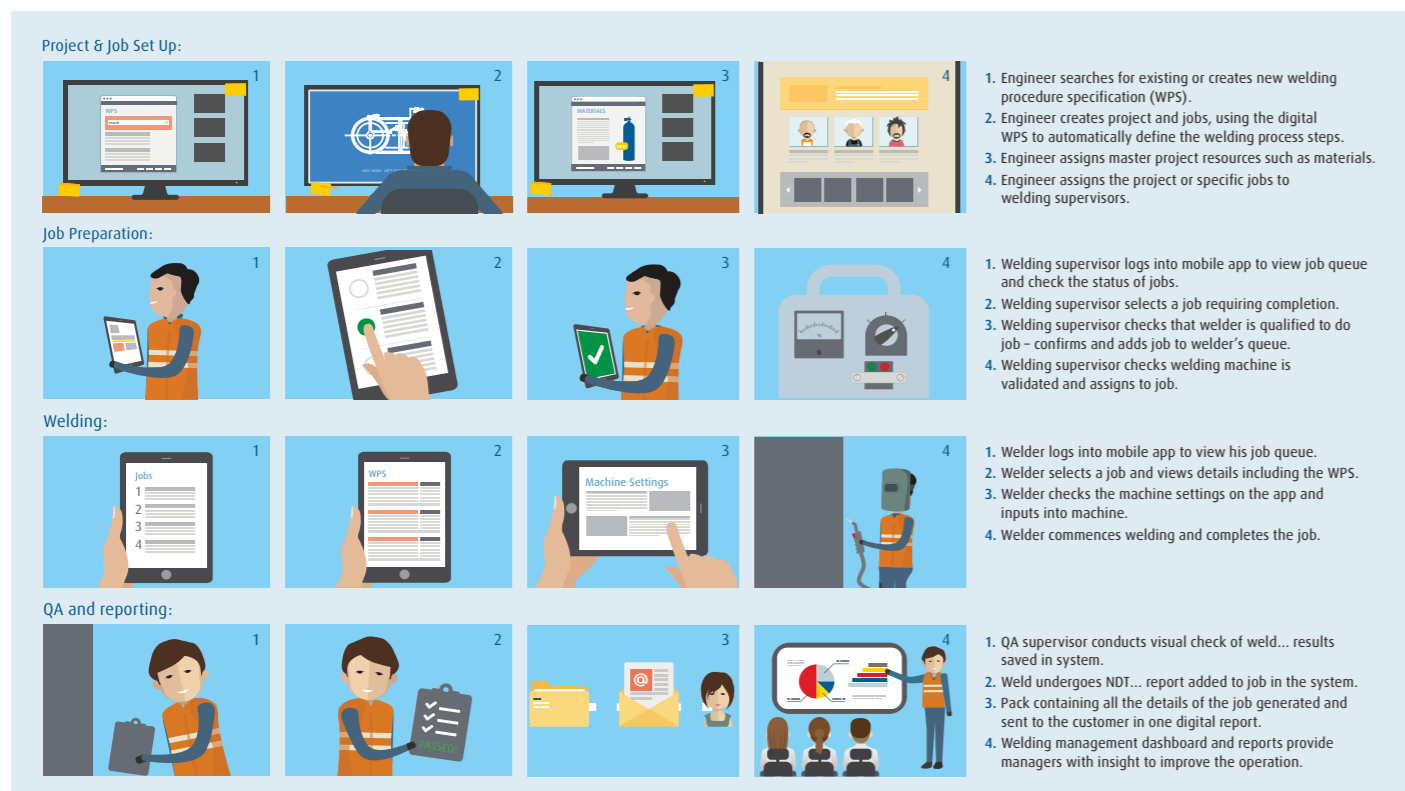 Project & Job Set Up:
1
WPS
search
2
3
MATERIALS
4
1. Engineer searches for existing or creates new welding
procedure specification (WPS).
2. Engineer creates project and jobs, using the digital
WPS to automatically define the welding process steps.
3. Engineer assigns master project resources such as materials.
4. Engineer assigns the project or specific jobs to
welding supervisors.
Job Preparation:
1
2
3
4
1. Welding supervisor logs into mobile app to view job queue
and check the status of jobs.
2. Welding supervisor selects a job requiring completion.
3. Welding supervisor checks that welder is qualified to do
job – confirms and adds job to welder's queue.
4. Welding supervisor checks welding machine is
validated and assigns to job.
Welding:
1
Jobs
1
2
3
4
2
WPS
3
Machine Settings
4
1. Welder logs into mobile app to view his job queue.
2. Welder selects a job and views details including the WPS.
3. Welder checks the machine settings on the app and
inputs into machine.
4. Welder commences welding and completes the job.
QA and reporting:
1
2
PASSED!
3
@
4
1. QA supervisor conducts visual check of weld... results
saved in system.
2. Weld undergoes NDT... report added to job in the system.
3. Pack containing all the details of the job generated and
sent to the customer in one digital report.
4. Welding management dashboard and reports provide
managers with insight to improve the operation.